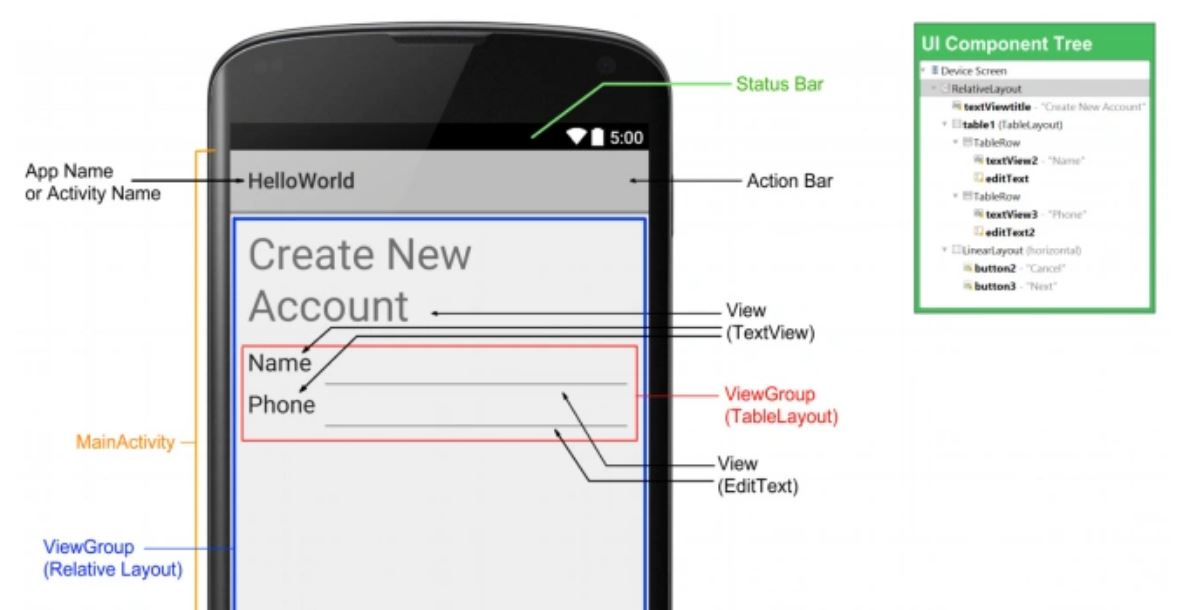 UI Component Tree
Device Screen
RelativeLayout
textViewtitle - "Create New Account"
table1 (TableLayout)
TableRow
textView2 - "Name"
editText
TableRow
textView3 - "Phone"
editText2
LinearLayout (horizontal)
button2 - "Cancel"
button3 - "Next"
Status Bar
5:00
App Name
or Activity Name
HelloWorld
Action Bar
Create New
Account
View
(TextView)
Name
Phone
ViewGroup
(TableLayout)
MainActivity
View
(EditText)
ViewGroup
(Relative Layout)